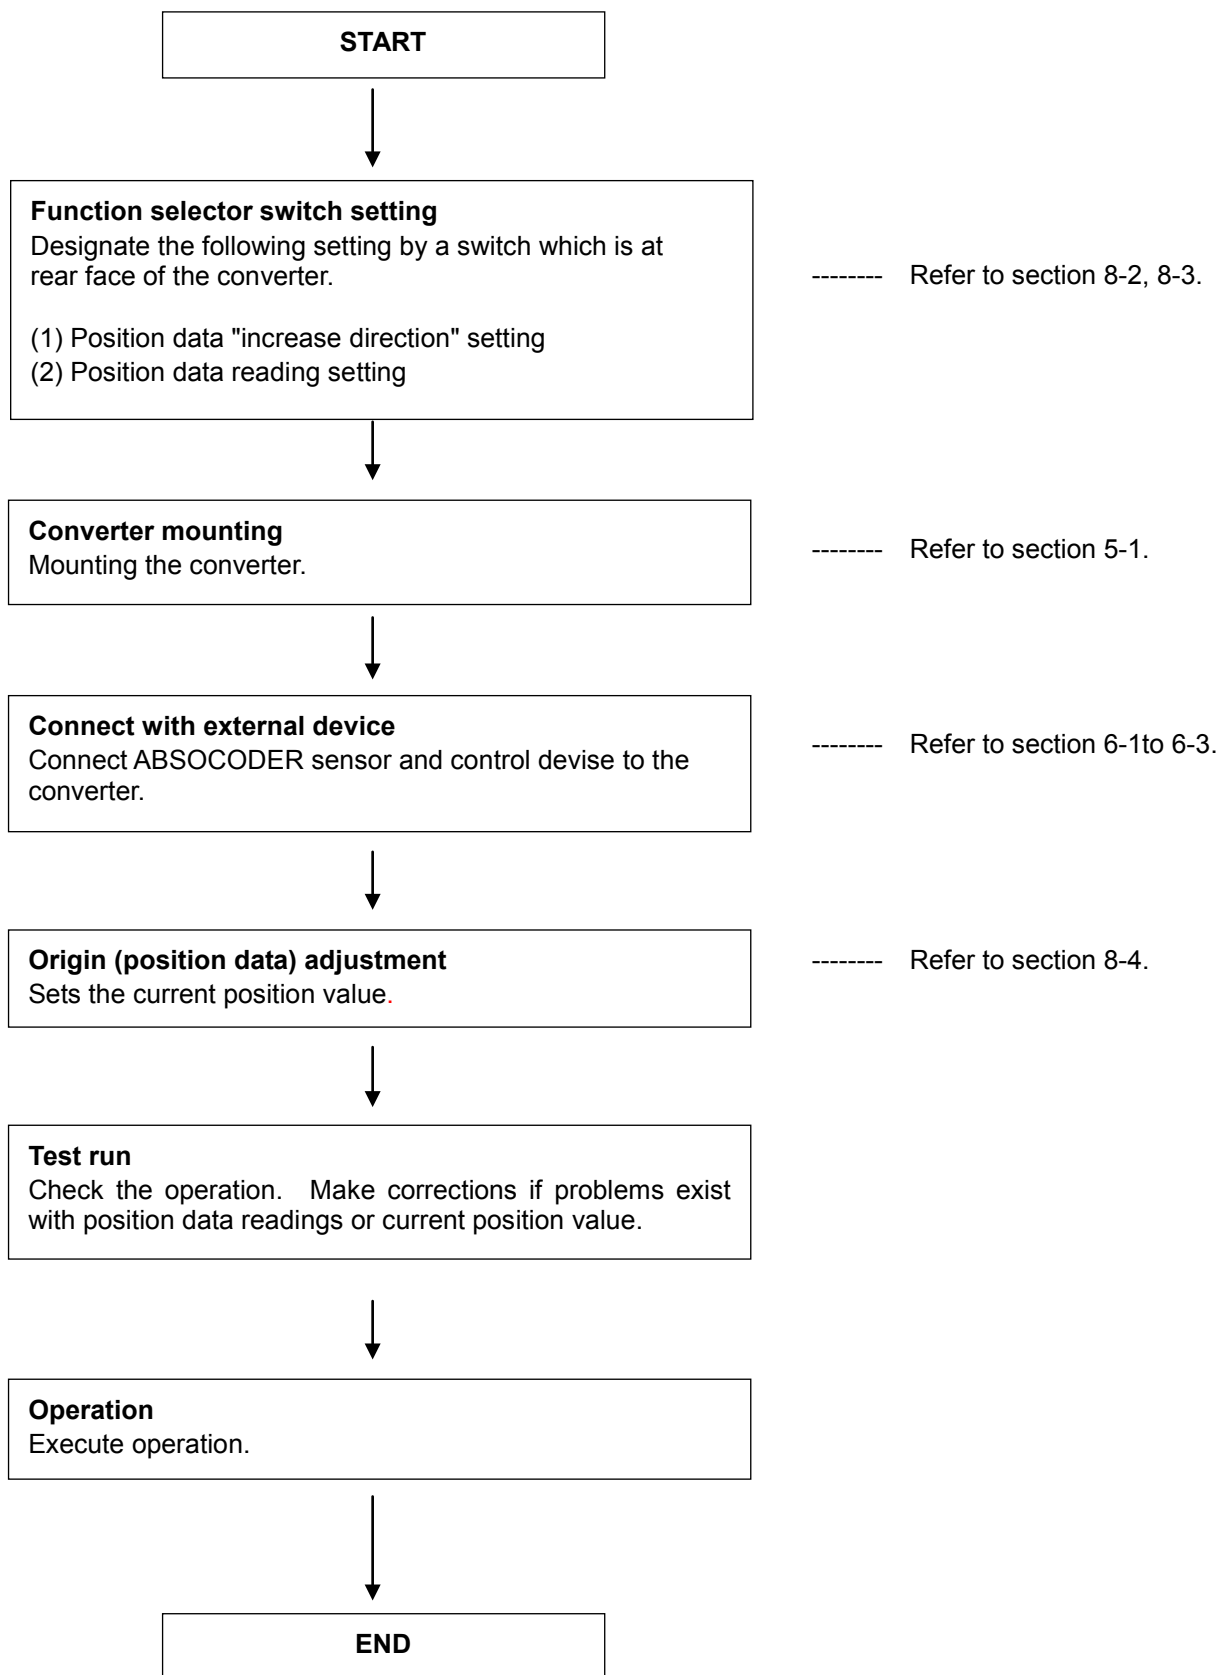 START
Function selector switch setting
Designate the following setting by a switch which is at
rear face of the converter.
-------- Refer to section 8-2, 8-3.
(1) Position data "increase direction" setting
(2) Position data reading setting
Converter mounting
Mounting the converter.
-------- Refer to section 5-1.
Connect with external device
Connect ABSOCODER sensor and control devise to the
converter.
-------- Refer to section 6-1to 6-3.
Origin (position data) adjustment
Sets the current position value.
-------- Refer to section 8-4.
Test run
Check the operation. Make corrections if problems exist
with position data readings or current position value.
Operation
Execute operation.
END